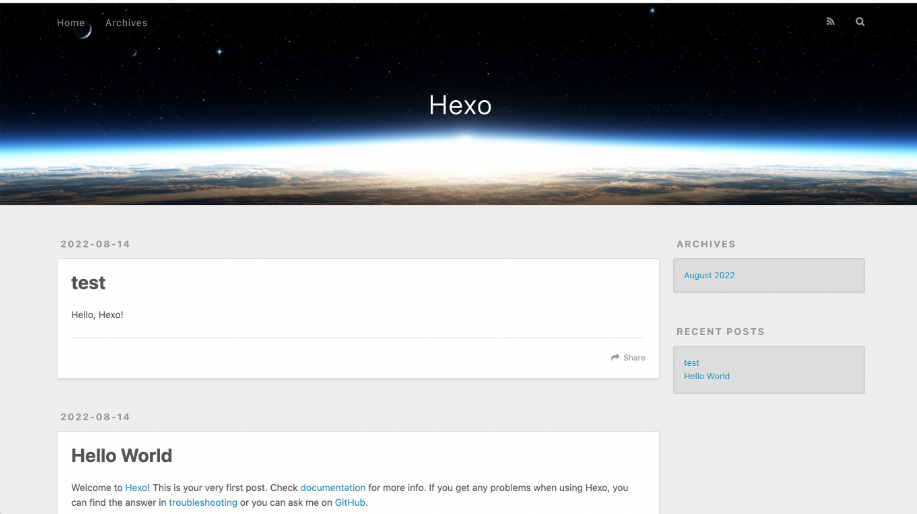 Home Archives
Hexo
2022-08-14
test
Hello, Hexo!
Share
2022-08-14
Hello World
Welcome to Hexo! This is your very first post. Check documentation for more info. If you get any problems when using Hexo, you
can find the answer in troubleshooting or you can ask me on GitHub.
ARCHIVES
August 2022
RECENT POSTS
test
Hello World